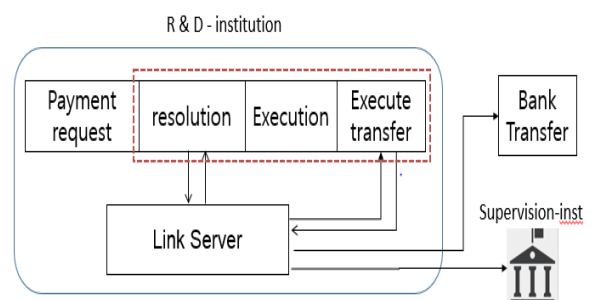 R & D - institution
Payment
request
resolution
Execution
Execute
transfer
Bank
Transfer
Link Server
Supervision-inst